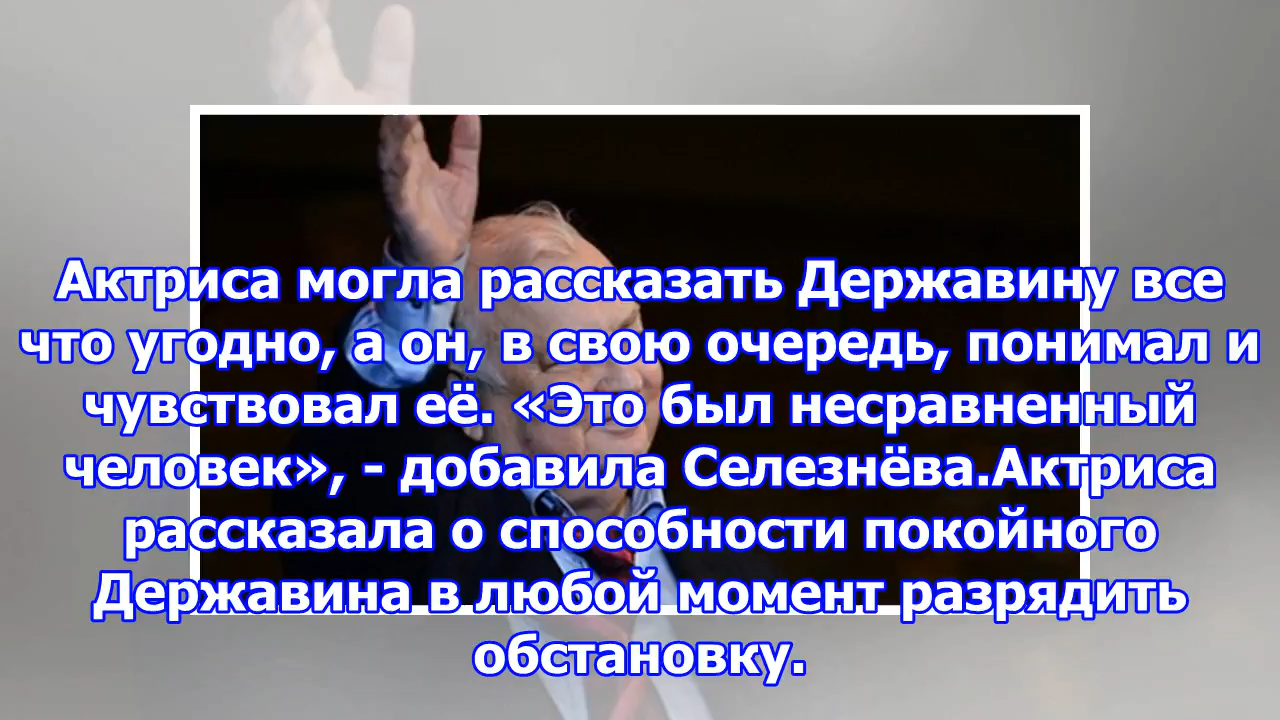 Актриса могла рассказать Державину все
что угодно, а он, в свою очередь, понимал и
чувствовал её. «Это был несравненный
человек», - добавила Селезнёва.Актриса
рассказала о способности покойного
Державина в любой момент разрядить
обстановку.